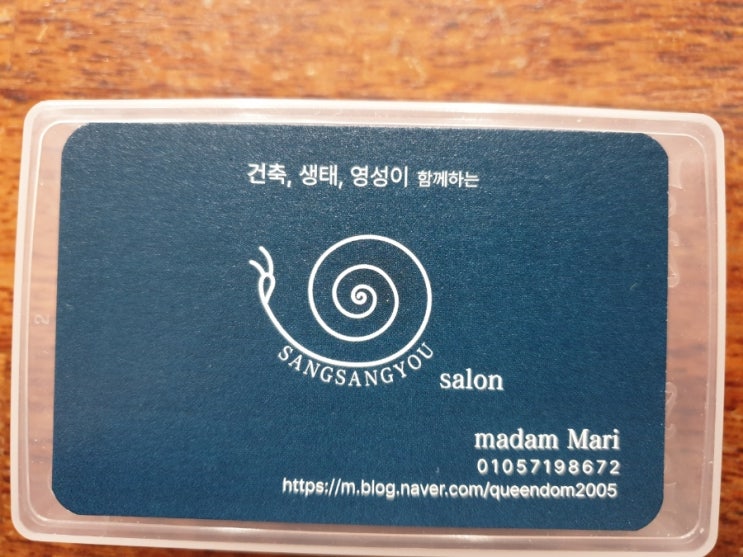 건축, 생태, 영성이 함께하는
SANGSANGYOU
salon
madam Mari
01057198672
https://m.blog.naver.com/queendom2005